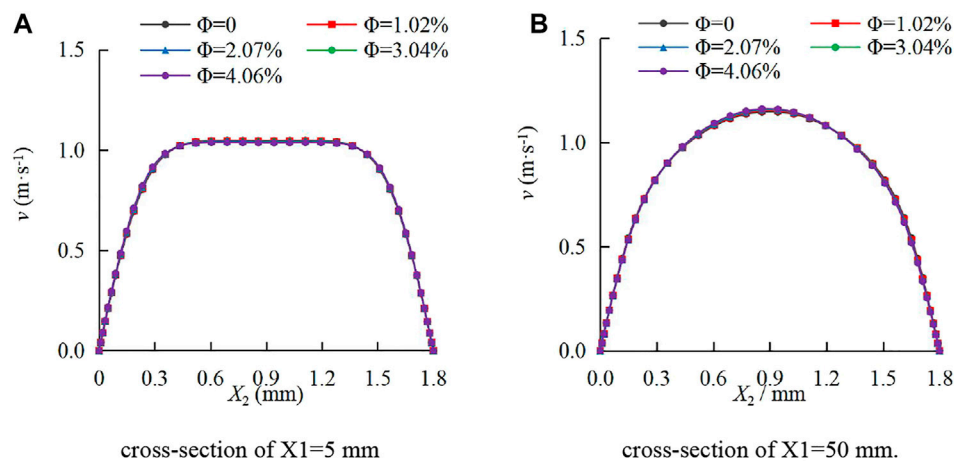 A
Φ=0 Φ=1.02%
Φ=2.07% Φ=3.04%
Φ=4.06%
1.5
1.0
0.5
0.0
v (m·s⁻¹)
0 0.3 0.6 0.9 1.2 1.5 1.8
X₂ (mm)
cross-section of X1=5 mm
B
Φ=0 Φ=1.02%
Φ=2.07% Φ=3.04%
Φ=4.06%
1.5
1.0
0.5
0.0
v (m·s⁻¹)
0.0 0.3 0.6 0.9 1.2 1.5 1.8
X₂ / mm
cross-section of X1=50 mm.